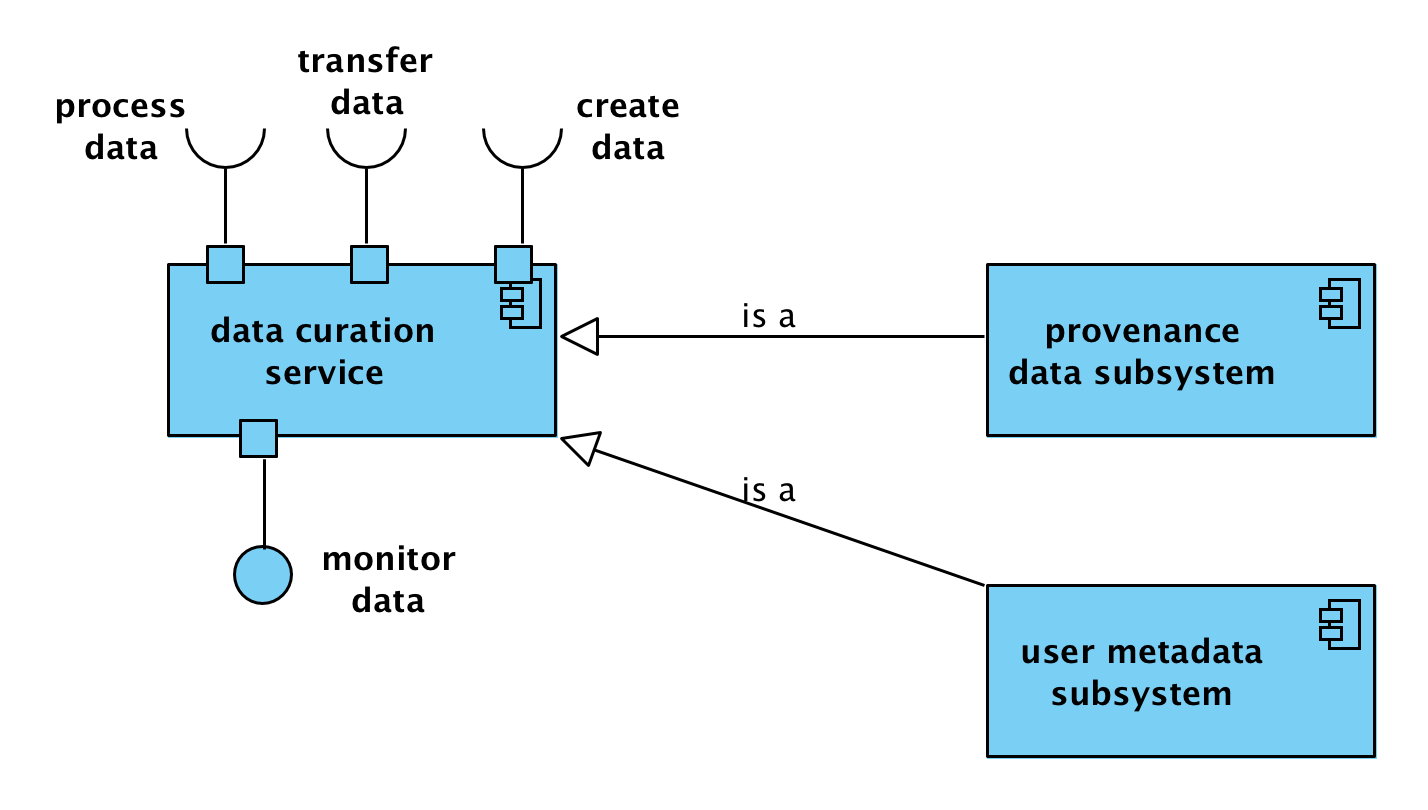 transfer
data
process
data
create
data
data curation
service
is a
provenance
data subsystem
is a
monitor
data
user metadata
subsystem